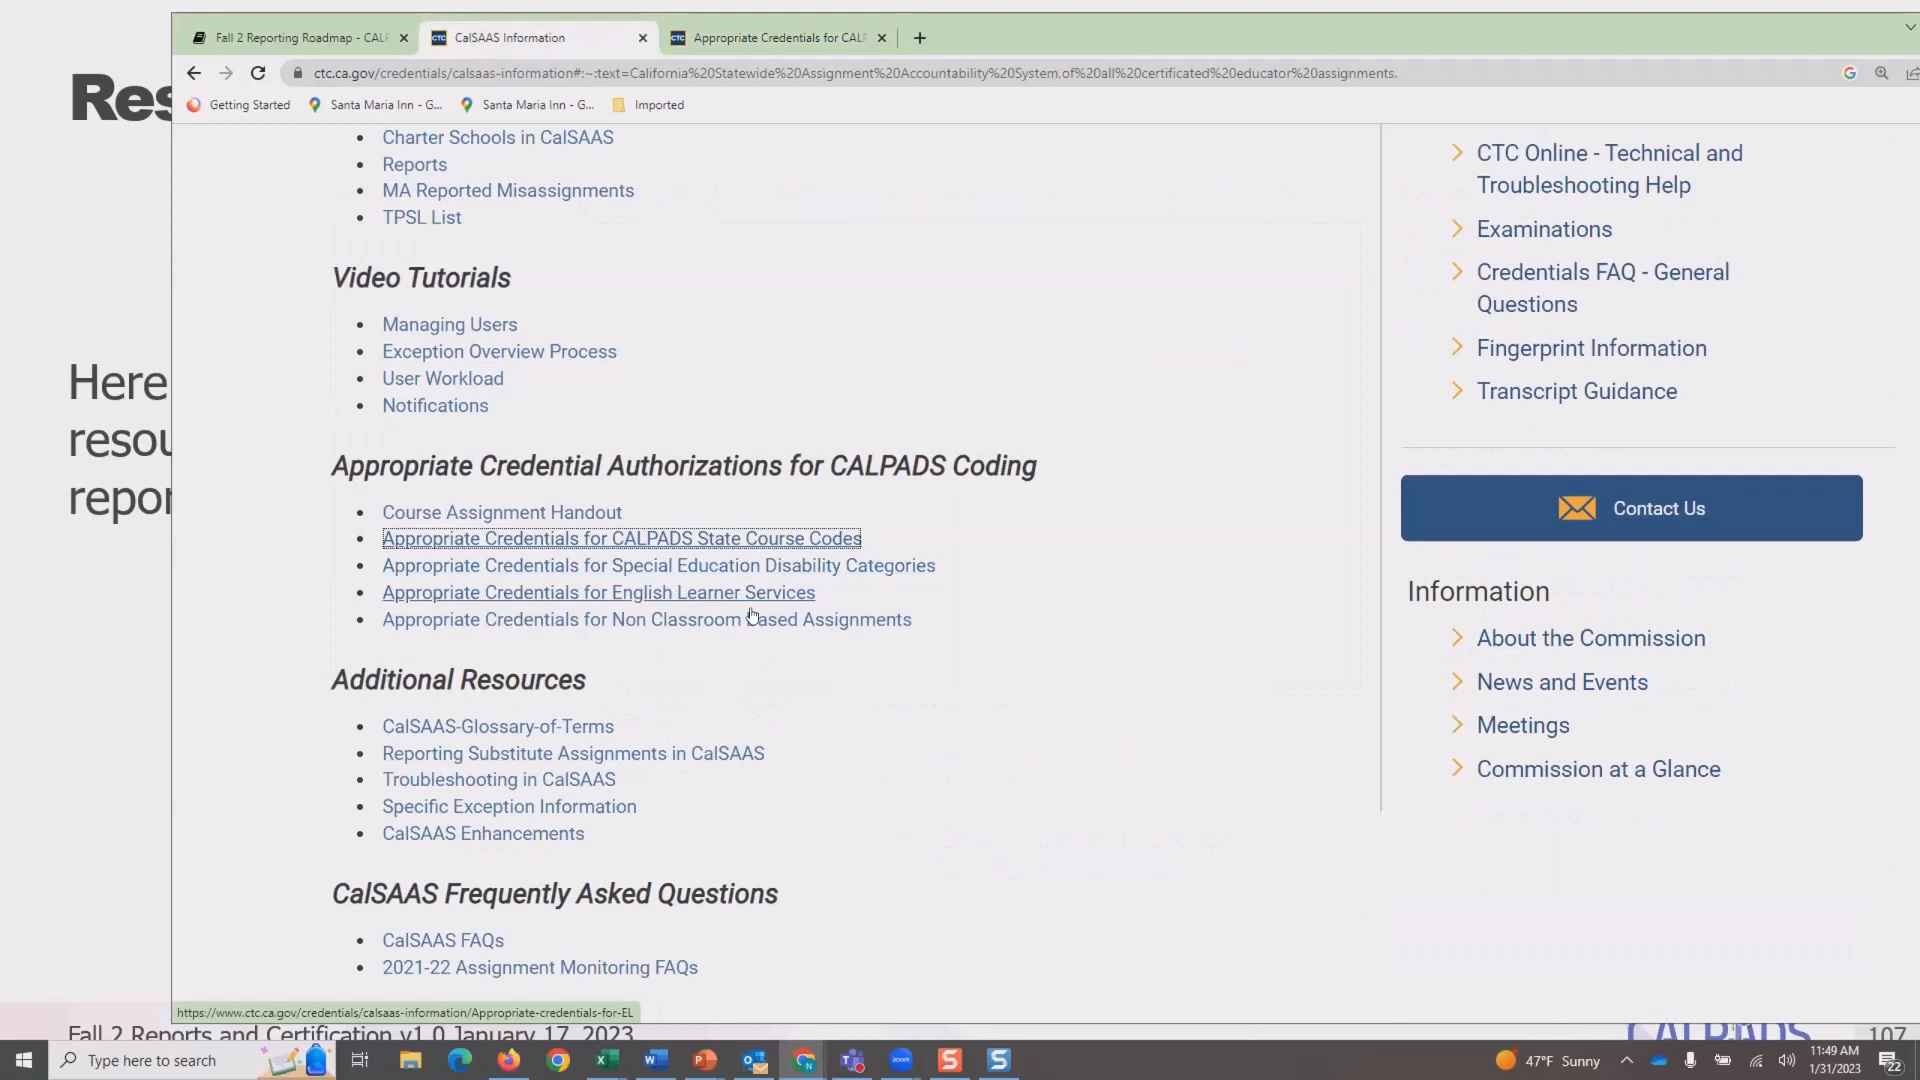 Fall 2 Reporting Roadmap - CALP
CalSAAS Information
Appropriate Credentials for CALP
ctc.ca.gov/credentials/calsaas-information#:~:text=California%20Statewide%20Assignment%20Accountability%20System,of%20all%20certificated%20educator%20assignments.
Getting Started
Santa Maria Inn - G...
Santa Maria Inn - G...
Imported
Res
Here
resou
repor
Charter Schools in CalSAAS
Reports
MA Reported Misassignments
TPSL List
Video Tutorials
Managing Users
Exception Overview Process
User Workload
Notifications
Appropriate Credential Authorizations for CALPADS Coding
Course Assignment Handout
Appropriate Credentials for CALPADS State Course Codes
Appropriate Credentials for Special Education Disability Categories
Appropriate Credentials for English Learner Services
Appropriate Credentials for Non Classroom Based Assignments
Additional Resources
CalSAAS-Glossary-of-Terms
Reporting Substitute Assignments in CalSAAS
Troubleshooting in CalSAAS
Specific Exception Information
CalSAAS Enhancements
CalSAAS Frequently Asked Questions
CalSAAS FAQs
2021-22 Assignment Monitoring FAQs
CTC Online - Technical and
Troubleshooting Help
Examinations
Credentials FAQ - General
Questions
Fingerprint Information
Transcript Guidance
Contact Us
Information
About the Commission
News and Events
Meetings
Commission at a Glance
https://www.ctc.ca.gov/credentials/calsaas-information/Appropriate-credentials-for-EL
Fall 2 Reports and Certification v1.0 January 17, 2023
CALPADS
107
Type here to search
47°F Sunny
11:49 AM
1/31/2023
22